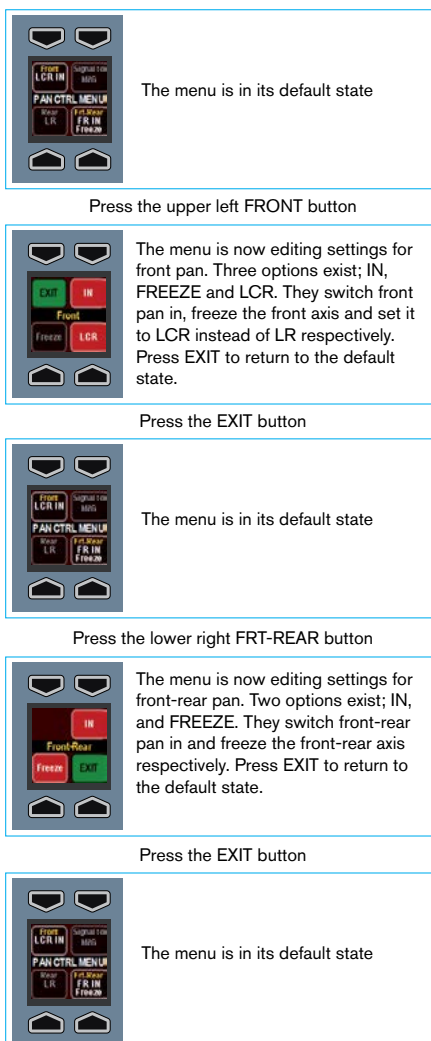 Front
LCR IN
Signal to
MAS
PAN CTRL MENU
Rear
LR
Frt.Rear
FR IN
Freeze
The menu is in its default state
Press the upper left FRONT button
EXIT
IN
Front
Freeze
LCR
The menu is now editing settings for
front pan. Three options exist; IN,
FREEZE and LCR. They switch front
pan in, freeze the front axis and set it
to LCR instead of LR respectively.
Press EXIT to return to the default
state.
Press the EXIT button
Front
LCR IN
Signal to
MAS
PAN CTRL MENU
Rear
LR
Frt.Rear
FR IN
Freeze
The menu is in its default state
Press the lower right FRT-REAR button
IN
Front-Rear
Freeze
EXIT
The menu is now editing settings for
front-rear pan. Two options exist; IN,
and FREEZE. They switch front-rear
pan in and freeze the front-rear axis
respectively. Press EXIT to return to
the default state.
Press the EXIT button
Front
LCR IN
Signal to
MAS
PAN CTRL MENU
Rear
LR
Frt.Rear
FR IN
Freeze
The menu is in its default state